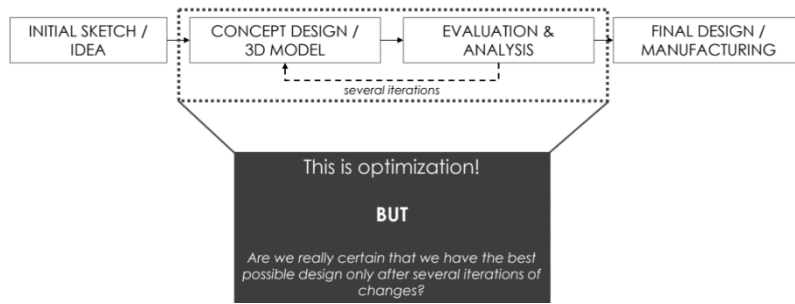 INITIAL SKETCH /
IDEA
CONCEPT DESIGN /
3D MODEL
EVALUATION &
ANALYSIS
FINAL DESIGN /
MANUFACTURING
several iterations
This is optimization!
BUT
Are we really certain that we have the best
possible design only after several iterations of
changes?